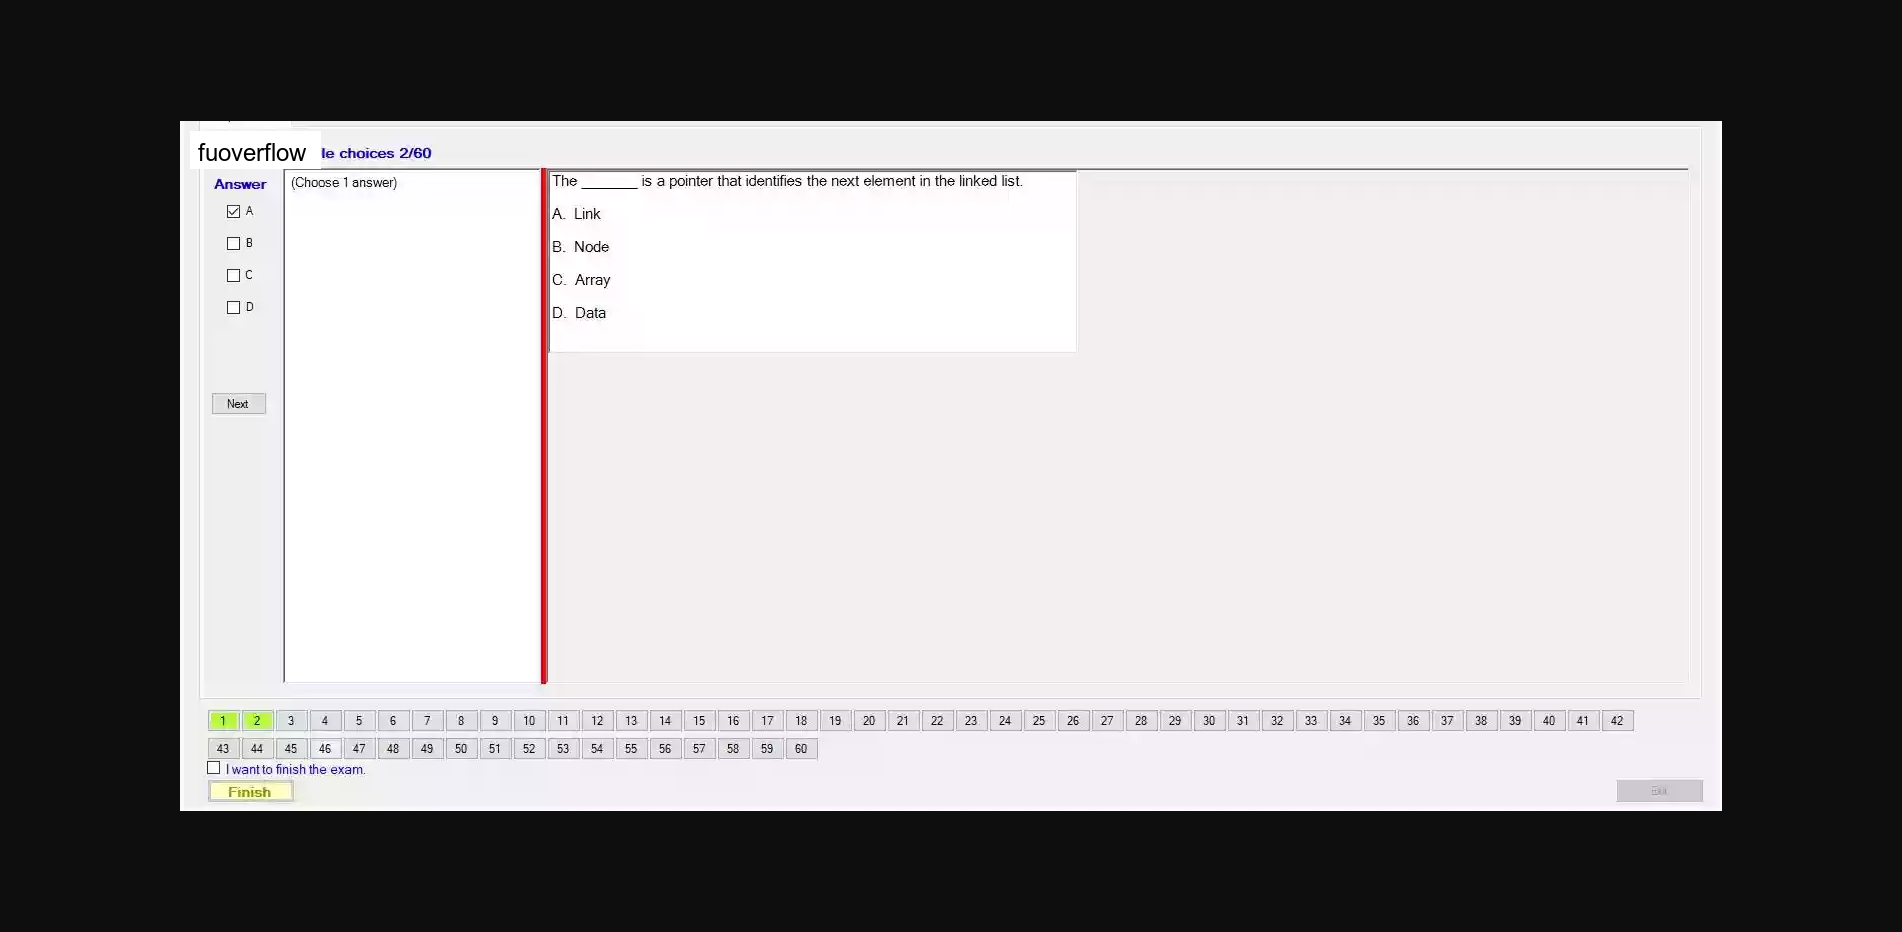 fuoverflow le choices 2/60
Answer
(Choose 1 answer)
A
B
C
D
Next
The _______ is a pointer that identifies the next element in the linked list.
A. Link
B. Node
C. Array
D. Data
1 2 3 4 5 6 7 8 9 10 11 12 13 14 15 16 17 18 19 20 21 22 23 24 25 26 27 28 29 30 31 32 33 34 35 36 37 38 39 40 41 42
43 44 45 46 47 48 49 50 51 52 53 54 55 56 57 58 59 60
I want to finish the exam.
Finish
Exit